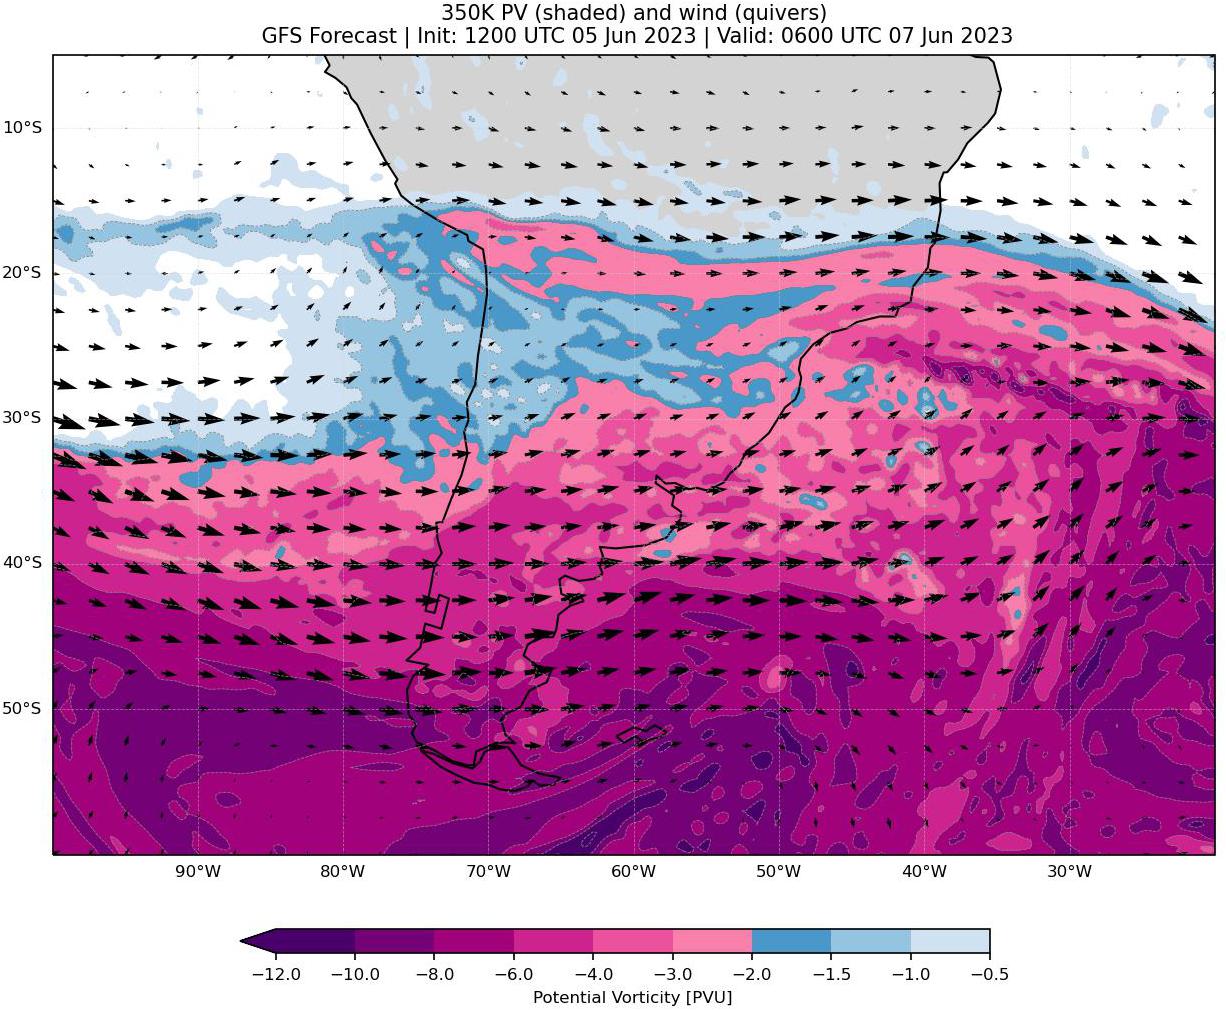 350K PV (shaded) and wind (quivers)
GFS Forecast | Init: 1200 UTC 05 Jun 2023 | Valid: 0600 UTC 07 Jun 2023
10°S
20°S
30°S
40°S
50°S
90°W 80°W 70°W 60°W 50°W 40°W 30°W
−12.0 −10.0 −8.0 −6.0 −4.0 −3.0 −2.0 −1.5 −1.0 −0.5
Potential Vorticity [PVU]